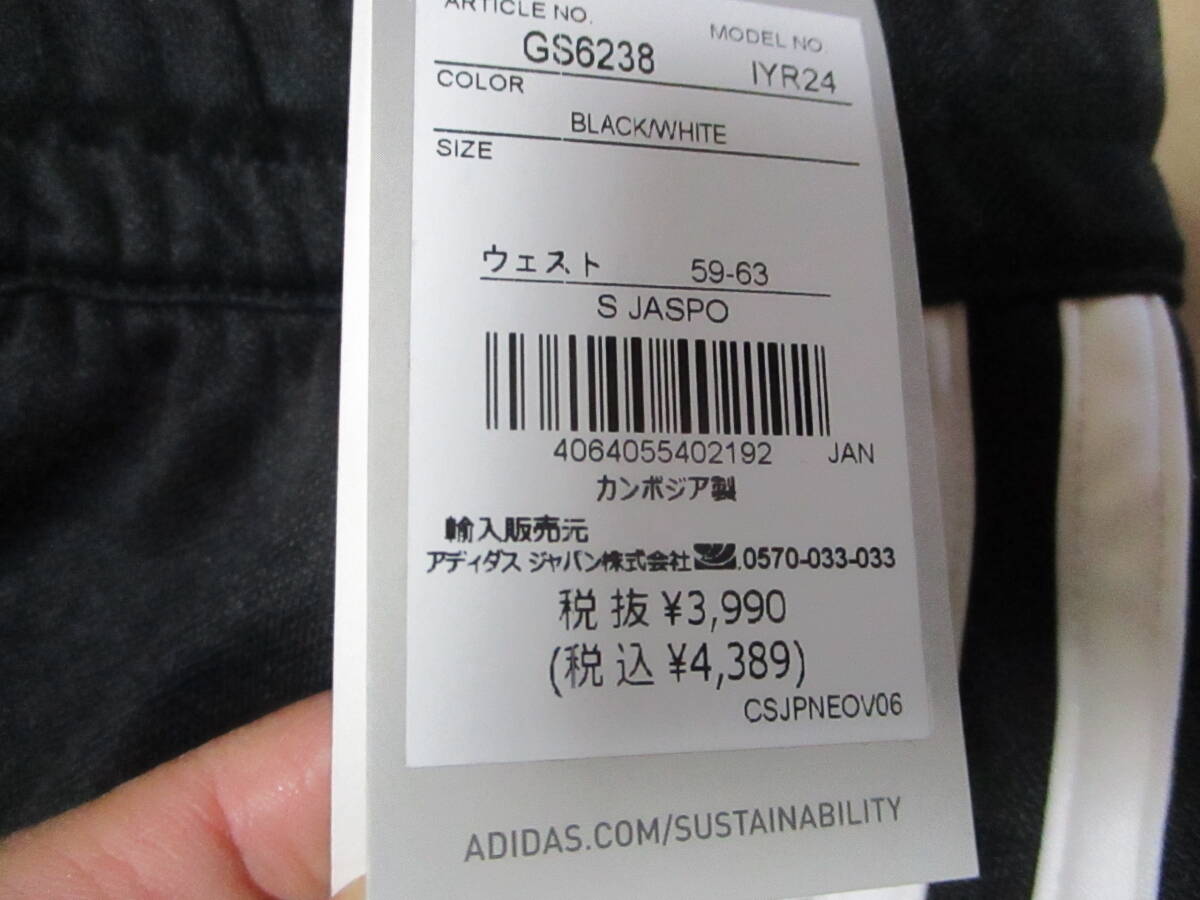 ARTICLE NO.
MODEL NO.
GS6238
IYR24
COLOR
BLACK/WHITE
SIZE
ウェスト 59-63
S JASPO
4064055402192 JAN
カンボジア製
輸入販売元
アディダス ジャパン株式会社 .0570-033-033
税 抜 ¥3,990
(税 込 ¥4,389)
CSJPNEOV06
ADIDAS.COM/SUSTAINABILITY